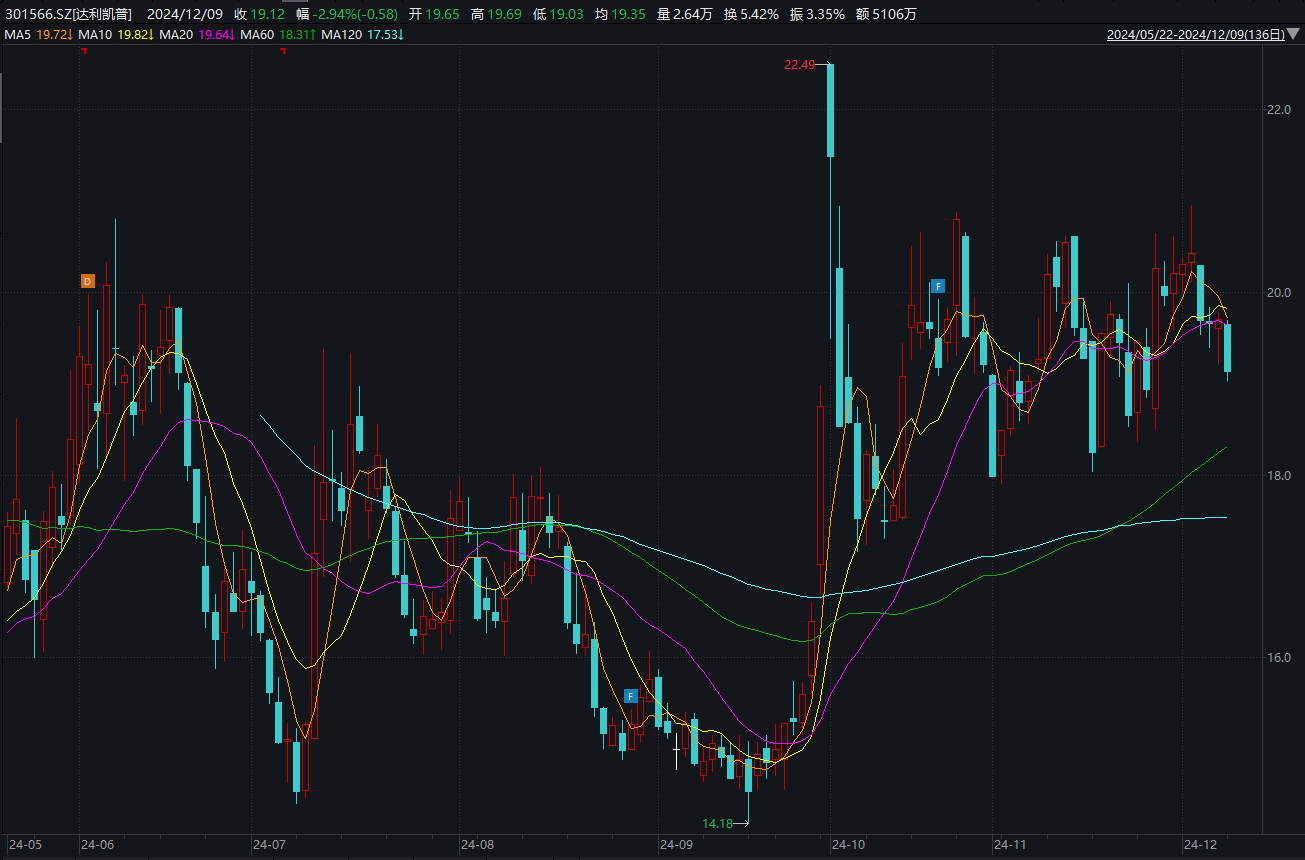 301566.SZ[达利凯普] 2024/12/09 收 19.12 幅 -2.94%(-0.58) 开 19.65 高 19.69 低 19.03 均 19.35 量 2.64万 换 5.42% 振 3.35% 额 5106万
MA5 19.72↓ MA10 19.82↓ MA20 19.64↓ MA60 18.31↑ MA120 17.53↓ 2024/05/22-2024/12/09(136日)
22.49
22.0
D
F
20.0
18.0
16.0
F
14.18
24-05 24-06 24-07 24-08 24-09 24-10 24-11 24-12